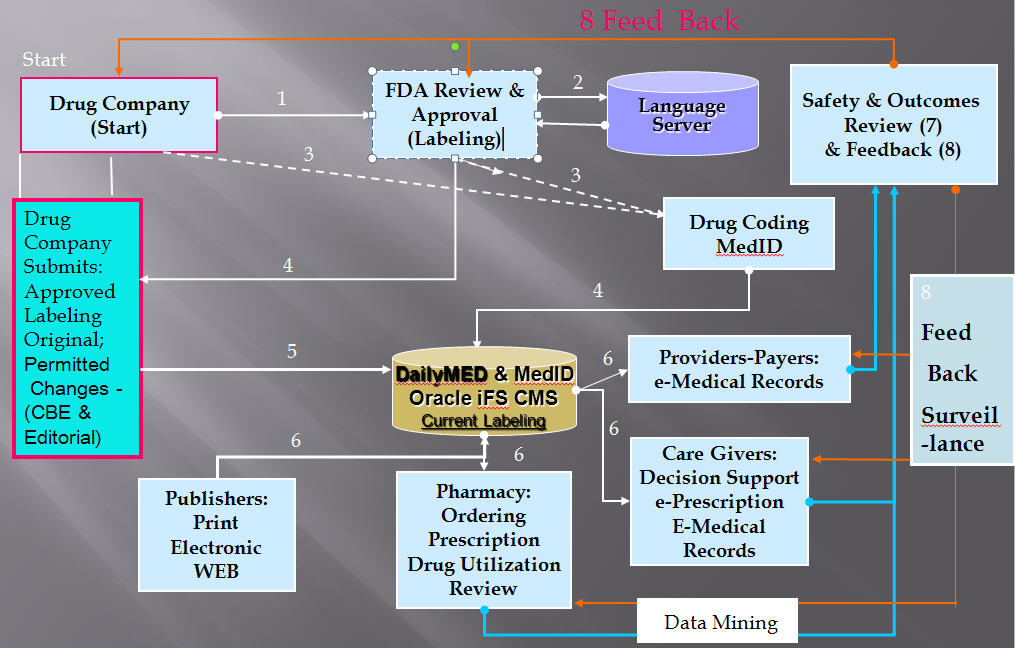 8 Feed Back
Start
Drug Company
(Start)
1
FDA Review &
Approval
(Labeling)
2
Language
Server
Safety & Outcomes
Review (7)
& Feedback (8)
3
3
Drug Coding
MedID
Drug
Company
Submits:
Approved
Labeling
Original;
Permitted
Changes -
(CBE &
Editorial)
4
4
8
Feed
Back
Surveil
-lance
5
DailyMED & MedID
Oracle iFS CMS
Current Labeling
6
Providers-Payers:
e-Medical Records
6
6
6
Care Givers:
Decision Support
e-Prescription
E-Medical
Records
Publishers:
Print
Electronic
WEB
Pharmacy:
Ordering
Prescription
Drug Utilization
Review
Data Mining